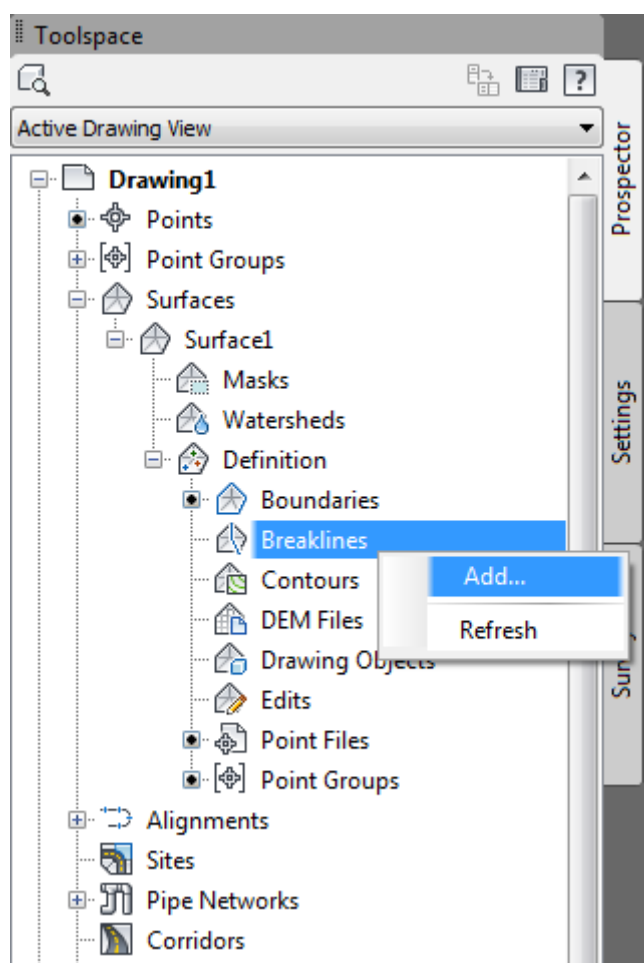 Toolspace
?
Active Drawing View
Drawing1
Points
Point Groups
Surfaces
Surface1
Masks
Watersheds
Definition
Boundaries
Breaklines
Add...
Refresh
Contours
DEM Files
Drawing Objects
Edits
Point Files
Point Groups
Alignments
Sites
Pipe Networks
Corridors
Prospector
Settings